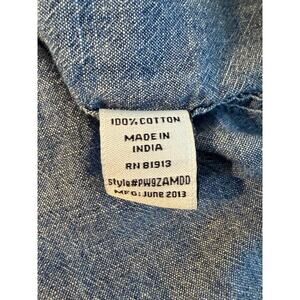 100% COTTON
MADE IN
INDIA
RN 81913
Style#PW9ZAMDD
MFG: June 2013